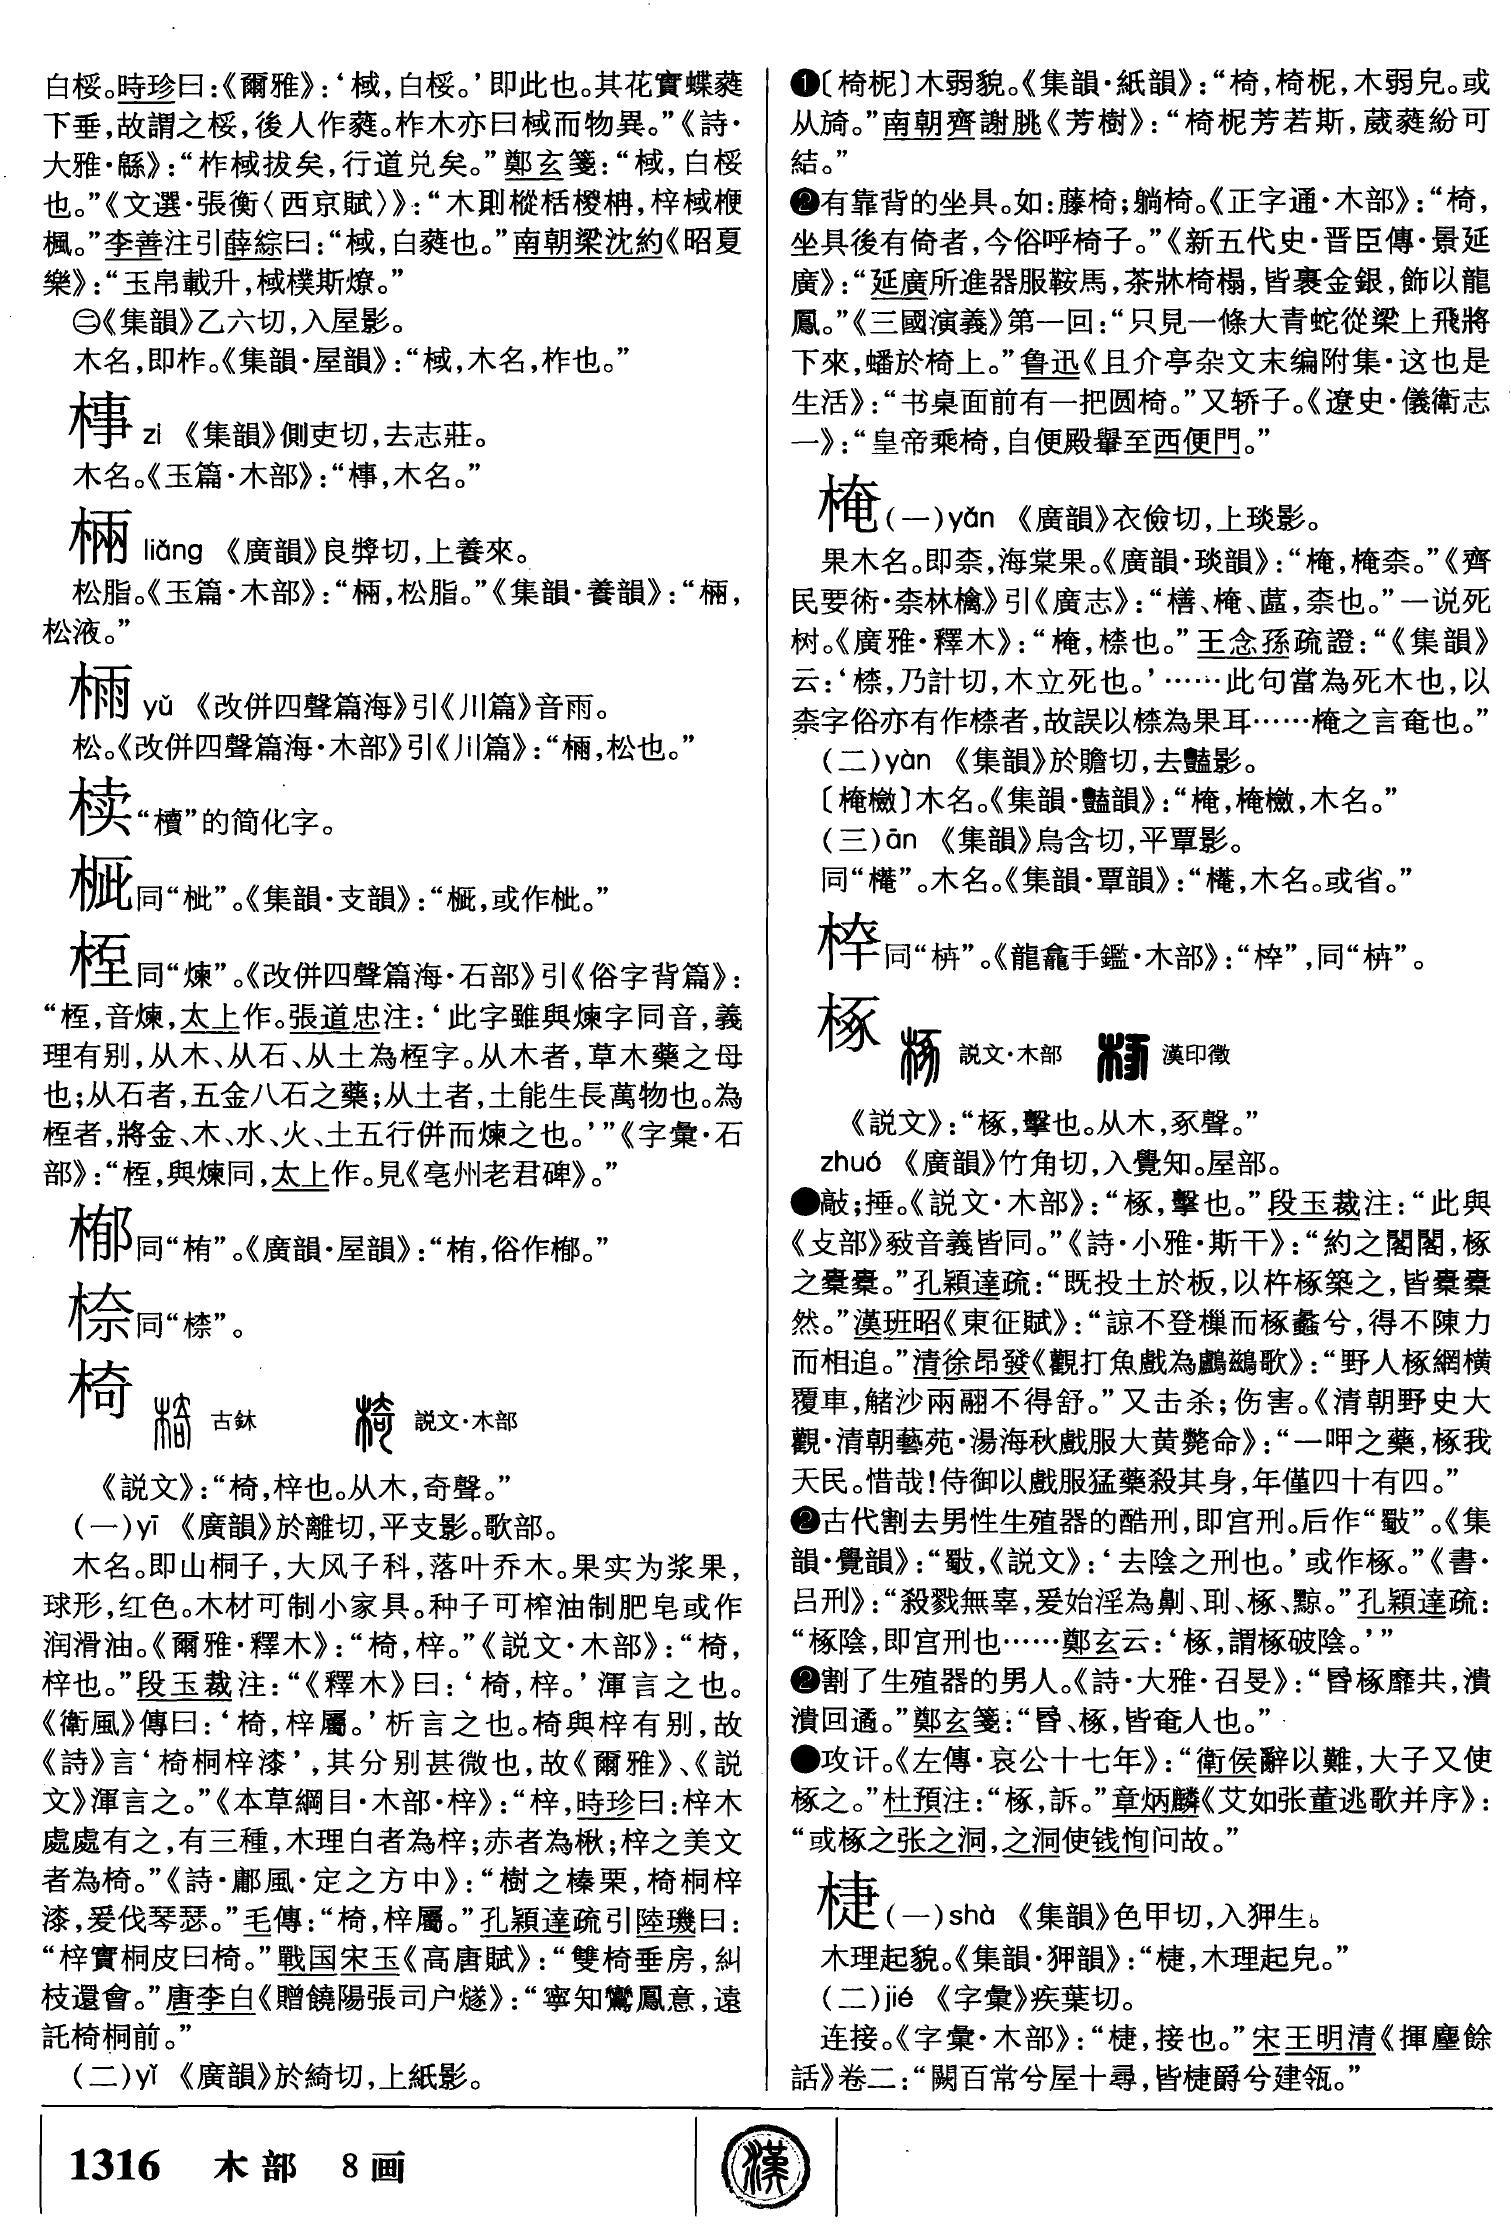 白桵。時珍曰：《爾雅》：‘棫，白桵。’即此也。其花實蝶蕤
下垂，故謂之桵，後人作蕤。柞木亦曰棫而物異。”《詩·
大雅·緜》：“柞棫拔矣，行道兑矣。”鄭玄箋：“棫，白桵
也。”《文選·張衡〈西京賦〉》：“木則樅栝椶柟，梓棫楩
楓。”李善注引薛綜曰：“棫，白蕤也。”南朝梁沈約《昭夏
樂》：“玉帛載升，棫樸斯燎。”
㊁《集韻》乙六切，入屋影。
木名，即柞。《集韻·屋韻》：“棫，木名，柞也。”
榟 zì 《集韻》側吏切，去志莊。
木名。《玉篇·木部》：“，木名。”
𣓈 liǎng 《廣韻》良獎切，上養來。
松脂。《玉篇·木部》：“，松脂。”《集韻·養韻》：“，
松液。”
yǔ 《改併四聲篇海》引《川篇》音雨。
松。《改併四聲篇海·木部》引《川篇》：“，松也。”
椟“櫝”的简化字。
同“枇”。《集韻·支韻》：“，或作。”
同“煉”。《改併四聲篇海·石部》引《俗字背篇》：
“，音煉，太上作。張道忠注：‘此字雖與煉字同音，義
理有别，从木、从石、从土為字。从木者，草木藥之母
也；从石者，五金八石之藥；从土者，土能生長萬物也。為
者，將金、木、水、火、土五行併而煉之也。’”《字彙·石
部》：“，與煉同，太上作。見《亳州老君碑》。”
㮋同“栯”。《廣韻·屋韻》：“栯，俗作㮋。”
㮈同“㮏”。
椅 古鉥 説文·木部
《説文》：“椅，梓也。从木，奇聲。”
（一）yī 《廣韻》於離切，平支影。歌部。
木名。即山桐子，大风子科，落叶乔木。果实为浆果，
球形，红色。木材可制小家具。种子可榨油制肥皂或作
润滑油。《爾雅·釋木》：“椅，梓。”《説文·木部》：“椅，
梓也。”段玉裁注：“《釋木》曰：‘椅，梓。’渾言之也。
《衛風》傳曰：‘椅，梓屬。’析言之也。椅與梓有别，故
《詩》言‘椅桐梓漆’，其分别甚微也，故《爾雅》、《説
文》渾言之。”《本草綱目·木部·梓》：“梓，時珍曰：梓木
處處有之，有三種，木理白者為梓；赤者為楸；梓之美文
者為椅。”《詩·鄘風·定之方中》：“樹之榛栗，椅桐梓
漆，爰伐琴瑟。”毛傳：“椅，梓屬。”孔穎達疏引陸璣曰：
“梓實桐皮曰椅。”戰国宋玉《高唐賦》：“雙椅垂房，糾
枝還會。”唐李白《贈饒陽張司户燧》：“寧知鸞鳳意，遠
託椅桐前。”
（二）yǐ 《廣韻》於綺切，上紙影。
❶〔椅柅〕木弱貌。《集韻·紙韻》：“椅，椅柅，木弱皃。或
从旑。”南朝齊謝朓《芳樹》：“椅柅芳若斯，葳蕤紛可
結。”
❷有靠背的坐具。如：藤椅；躺椅。《正字通·木部》：“椅，
坐具後有倚者，今俗呼椅子。”《新五代史·晋臣傳·景延
廣》：“延廣所進器服鞍馬，茶牀椅榻，皆裹金銀，飾以龍
鳳。”《三國演義》第一回：“只見一條大青蛇從梁上飛將
下來，蟠於椅上。”鲁迅《且介亭杂文末编附集·这也是
生活》：“书桌面前有一把圆椅。”又轿子。《遼史·儀衛志
一》：“皇帝乘椅，自便殿轝至西便門。”
㭺（一）yǎn 《廣韻》衣儉切，上琰影。
果木名。即柰，海棠果。《廣韻·琰韻》：“㭺，㭺柰。”《齊
民要術·柰林檎》引《廣志》：“橏、㭺、蘁，柰也。”一说死
树。《廣雅·釋木》：“㭺，㮏也。”王念孫疏證：“《集韻》
云：‘㮏，乃計切，木立死也。’……此句當為死木也，以
柰字俗亦有作㮏者，故誤以㮏為果耳……㭺之言奄也。”
（二）yàn 《集韻》於贍切，去豔影。
〔㭺檓〕木名。《集韻·豔韻》：“㭺，㭺，木名。”
（三）ān 《集韻》烏含切，平覃影。
同“”。木名。《集韻·覃韻》：“，木名。或省。”
椊同“栟”。《龍龕手鑑·木部》：“椊”，同“栟”。
椓 説文·木部 漢印徵
《説文》：“椓，擊也。从木，豖聲。”
zhuó 《廣韻》竹角切，入覺知。屋部。
●敲；捶。《説文·木部》：“椓，擊也。”段玉裁注：“此與
《攴部》㪬音義皆同。”《詩·小雅·斯干》：“約之閣閣，椓
之橐橐。”孔穎達疏：“既投土於板，以杵椓築之，皆橐橐
然。”漢班昭《東征賦》：“諒不登樔而椓蠡兮，得不陳力
而相追。”清徐昂發《觀打魚戲為鸕鷀歌》：“野人椓網橫
覆車，觰沙兩翮不得舒。”又击杀；伤害。《清朝野史大
觀·清朝藝苑·湯海秋戲服大黄斃命》：“一呷之藥，椓我
天民。惜哉！侍御以戲服猛藥殺其身，年僅四十有四。”
❷古代割去男性生殖器的酷刑，即宫刑。后作“斀”。《集
韻·覺韻》：“斀，《説文》：‘去陰之刑也。’或作椓。”《書·
吕刑》：“殺戮無辜，爰始淫為劓、刵、椓、黥。”孔穎達疏：
“椓陰，即宫刑也……鄭玄云：‘椓，謂椓破陰。’”
❷割了生殖器的男人。《詩·大雅·召旻》：“昬椓靡共，潰
潰回遹。”鄭玄箋：“昬、椓，皆奄人也。”
●攻讦。《左傳·哀公十七年》：“衛侯辭以難，大子又使
椓之。”杜預注：“椓，訴。”章炳麟《艾如张董逃歌并序》：
“或椓之张之洞，之洞使钱恂问故。”
㨗（一）shà 《集韻》色甲切，入狎生。
木理起貌。《集韻·狎韻》：“，木理起皃。”
（二）jié 《字彙》疾葉切。
连接。《字彙·木部》：“，接也。”宋王明清《揮麈餘
話》卷二：“闕百常兮屋十尋，皆爵兮建瓴。”
1316 木部 8画
漢